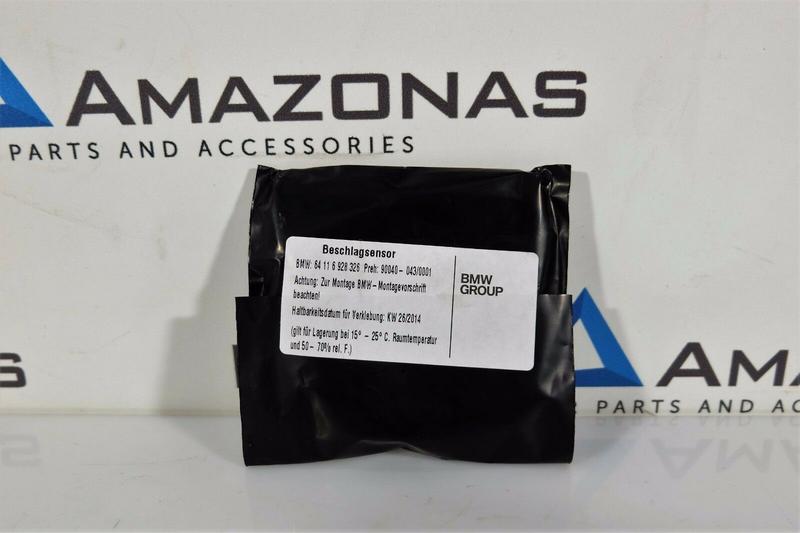 AMAZONAS
PARTS AND ACCESSORIES
Beschlagsensor
BMW: 64 11 6 928 326 Preh: 90040- 043/0001
Achtung: Zur Montage BMW-Montagevorschrift
beachten!
Haltbarkeitsdatum für Verklebung: KW 26/2014
(gilt für Lagerung bei 15° - 25° C. Raumtemperatur
und 50- 70% rel. F.)
BMW
GROUP
S
AMAZONAS
R PARTS AND ACC